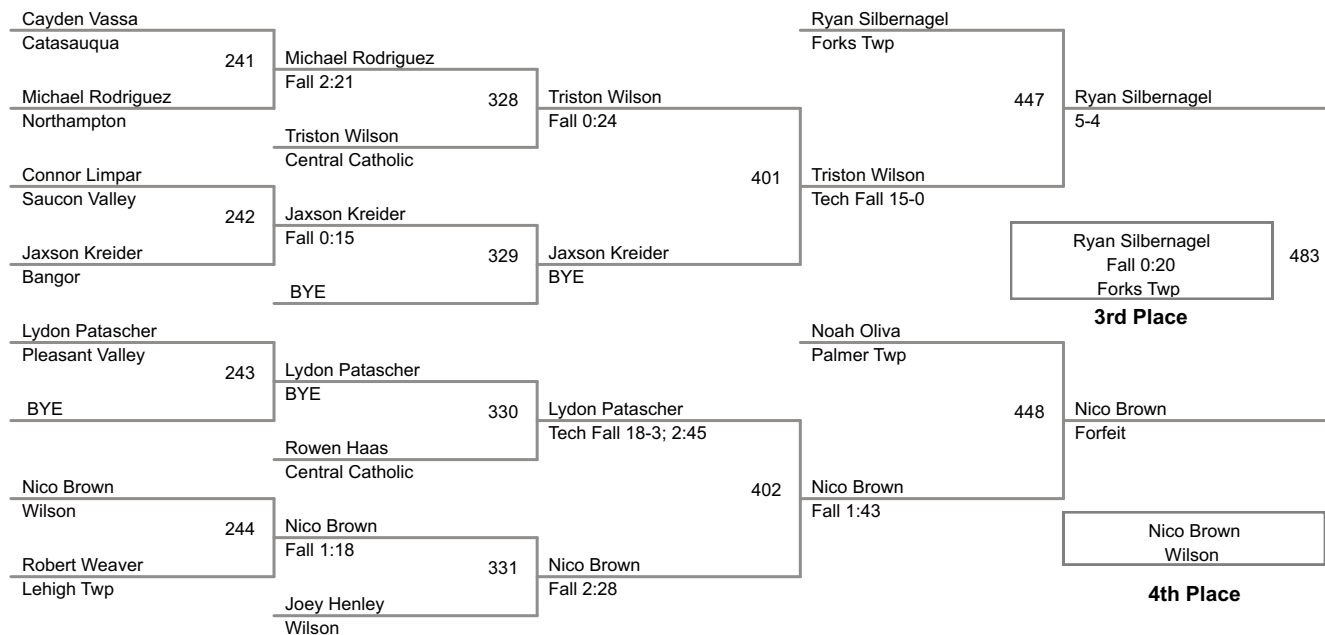 Cayden Vassa
Catasauqua
241
Michael Rodriguez
Northampton
Michael Rodriguez
Fall 2:21
328
Triston Wilson
Central Catholic
Connor Limpar
Saucon Valley
242
Jaxson Kreider
Bangor
Jaxson Kreider
Fall 0:15
329
BYE
Triston Wilson
Fall 0:24
401
Jaxson Kreider
BYE
Ryan Silbernagel
Forks Twp
447
Triston Wilson
Tech Fall 15-0
Ryan Silbernagel
5-4
Ryan Silbernagel
Fall 0:20
Forks Twp
483
3rd Place
Lydon Patascher
Pleasant Valley
243
BYE
Lydon Patascher
BYE
330
Rowen Haas
Central Catholic
Nico Brown
Wilson
244
Robert Weaver
Lehigh Twp
Nico Brown
Fall 1:18
331
Joey Henley
Wilson
Lydon Patascher
Tech Fall 18-3; 2:45
402
Nico Brown
Fall 2:28
Noah Oliva
Palmer Twp
448
Nico Brown
Fall 1:43
Nico Brown
Forfeit
Nico Brown
Wilson
4th Place